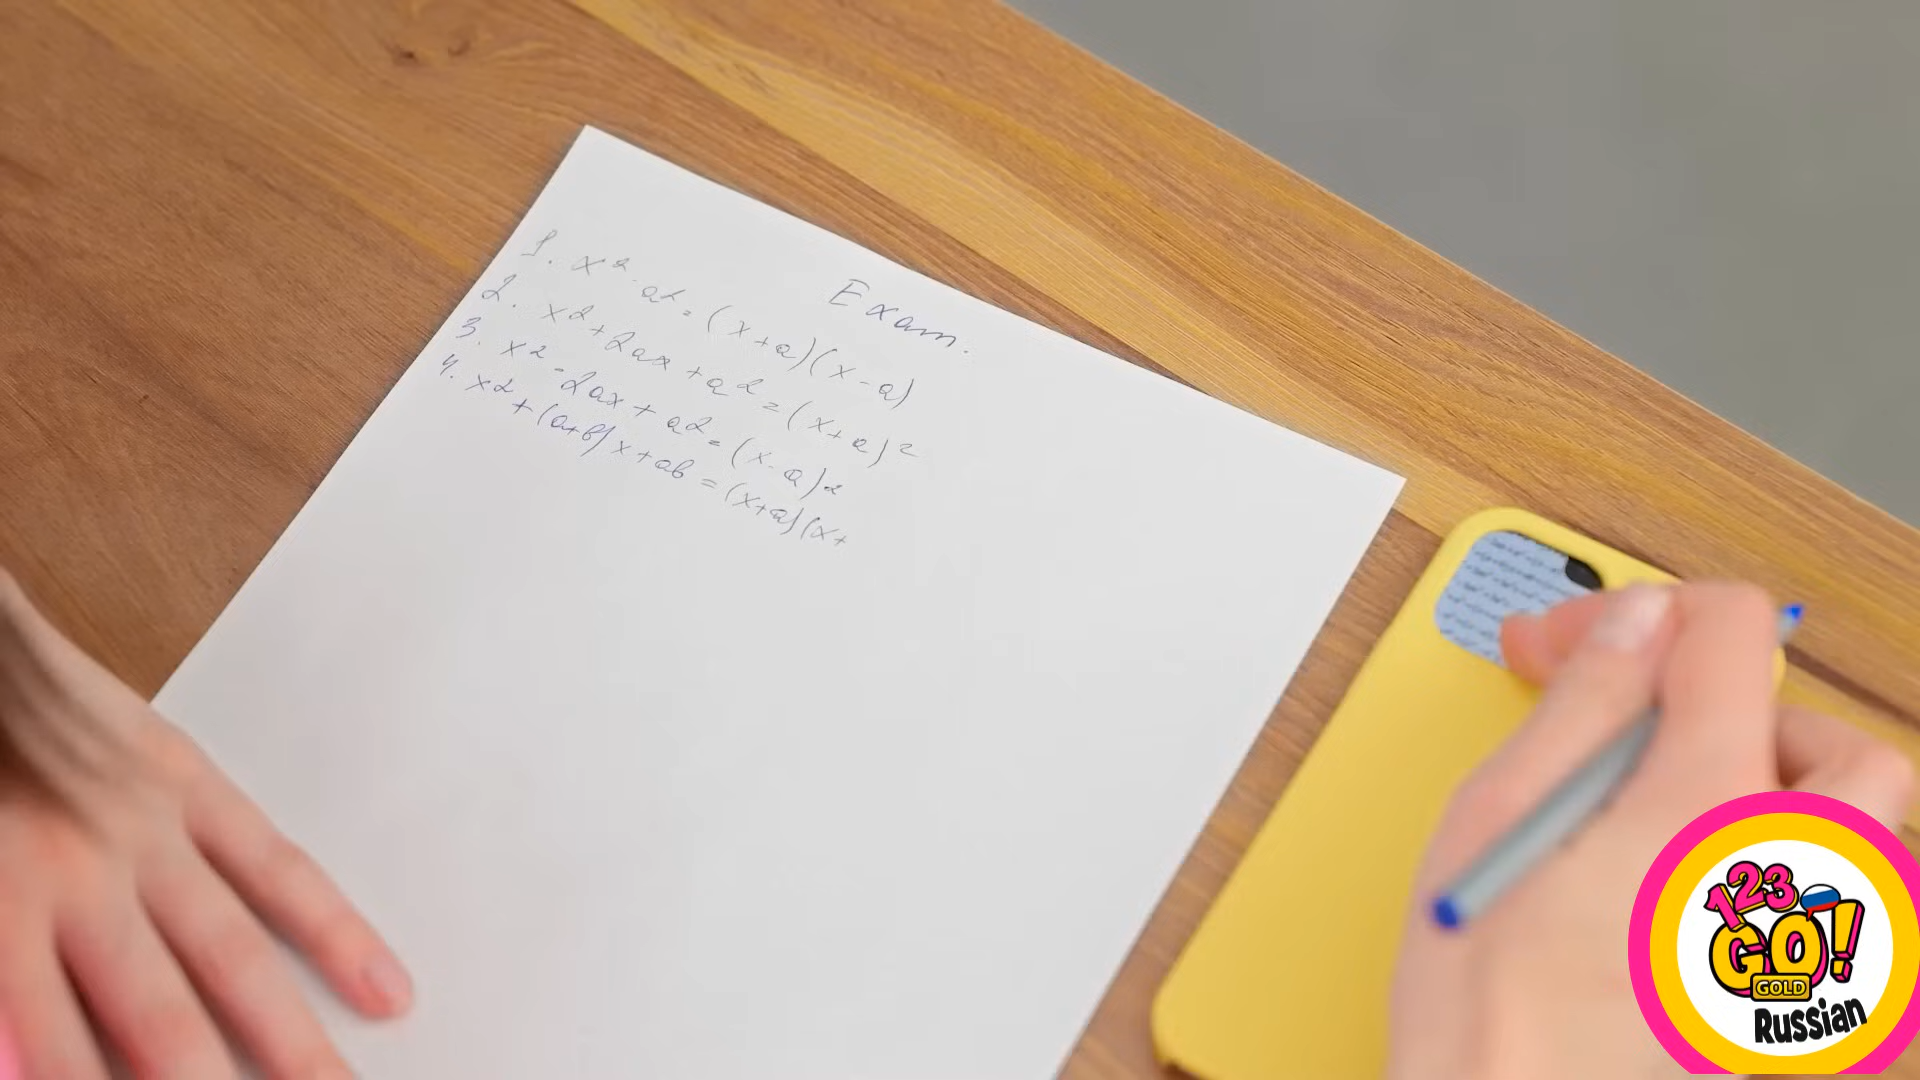 Exam.
1. x² - a² = (x+a)(x-a)
2. x² + 2ax + a² = (x+a)²
3. x² - 2ax + a² = (x-a)²
4. x² + (a+b)x + ab = (x+a)(x+
123
GO!
GOLD
Russian